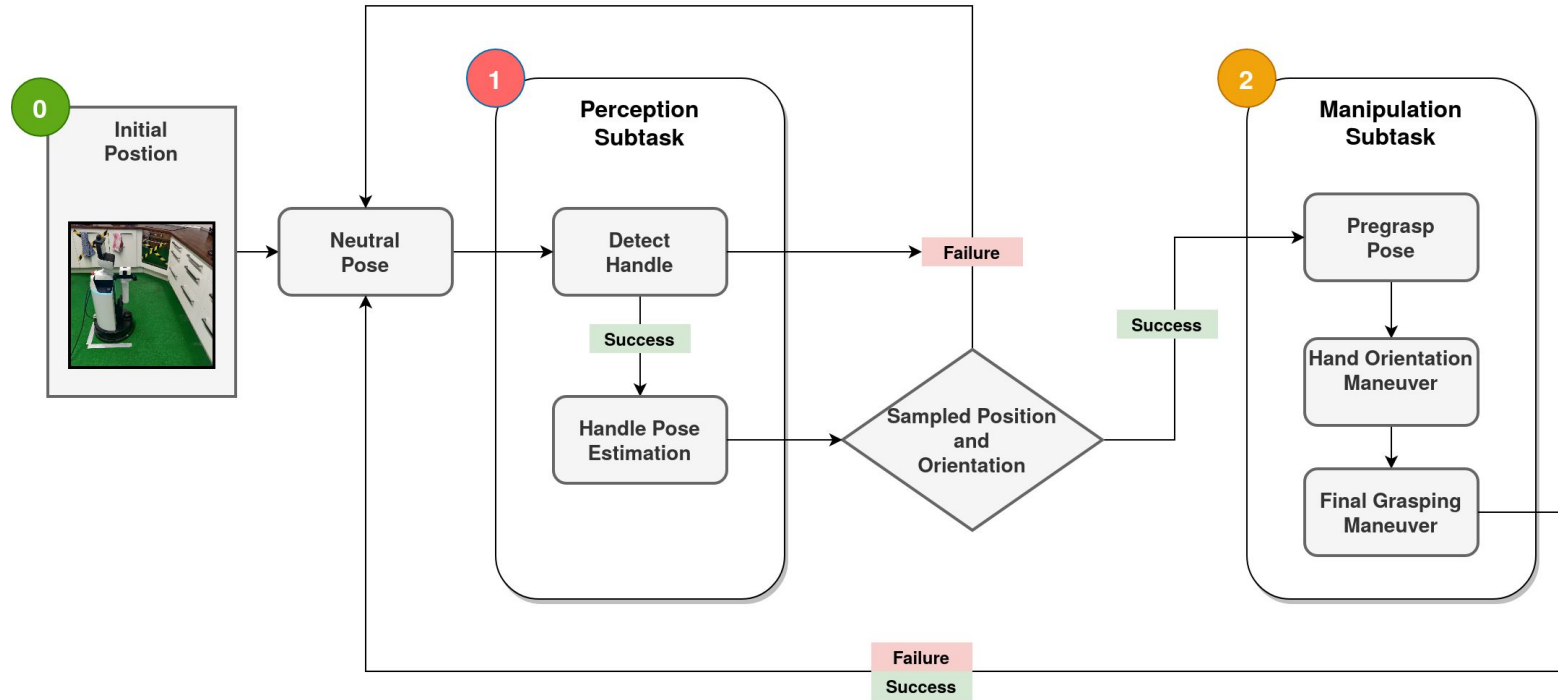 0
Initial
Postion
Neutral
Pose
1
Perception
Subtask
Detect
Handle
Success
Handle Pose
Estimation
Failure
Sampled Position
and
Orientation
Success
2
Manipulation
Subtask
Pregrasp
Pose
Hand Orientation
Maneuver
Final Grasping
Maneuver
Failure
Success